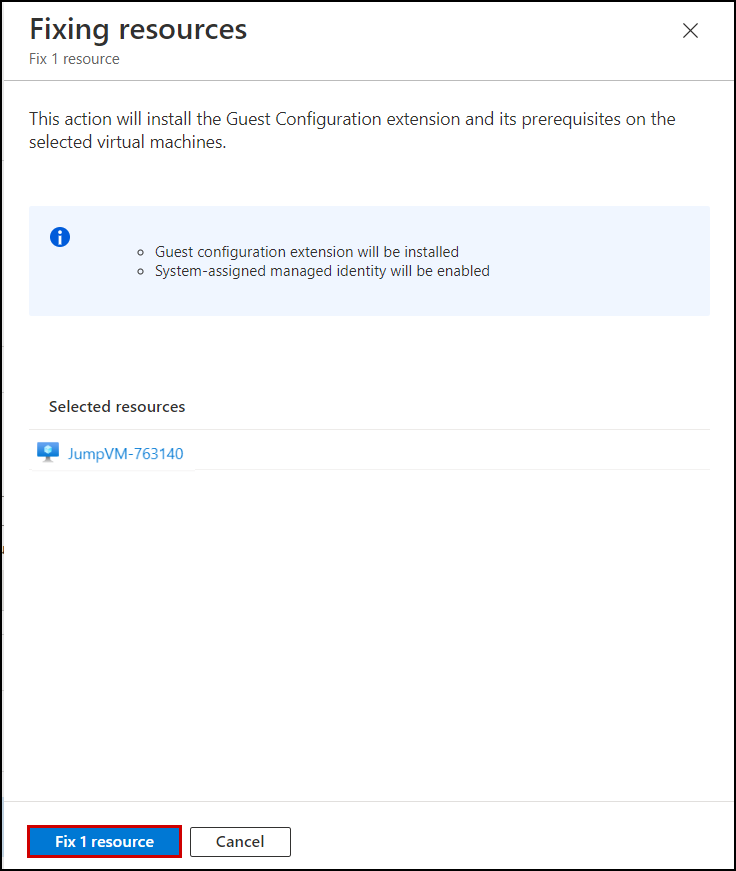 Fixing resources
Fix 1 resource
This action will install the Guest Configuration extension and its prerequisites on the
selected virtual machines.
Guest configuration extension will be installed
System-assigned managed identity will be enabled
Selected resources
JumpVM-763140
Fix 1 resource
Cancel